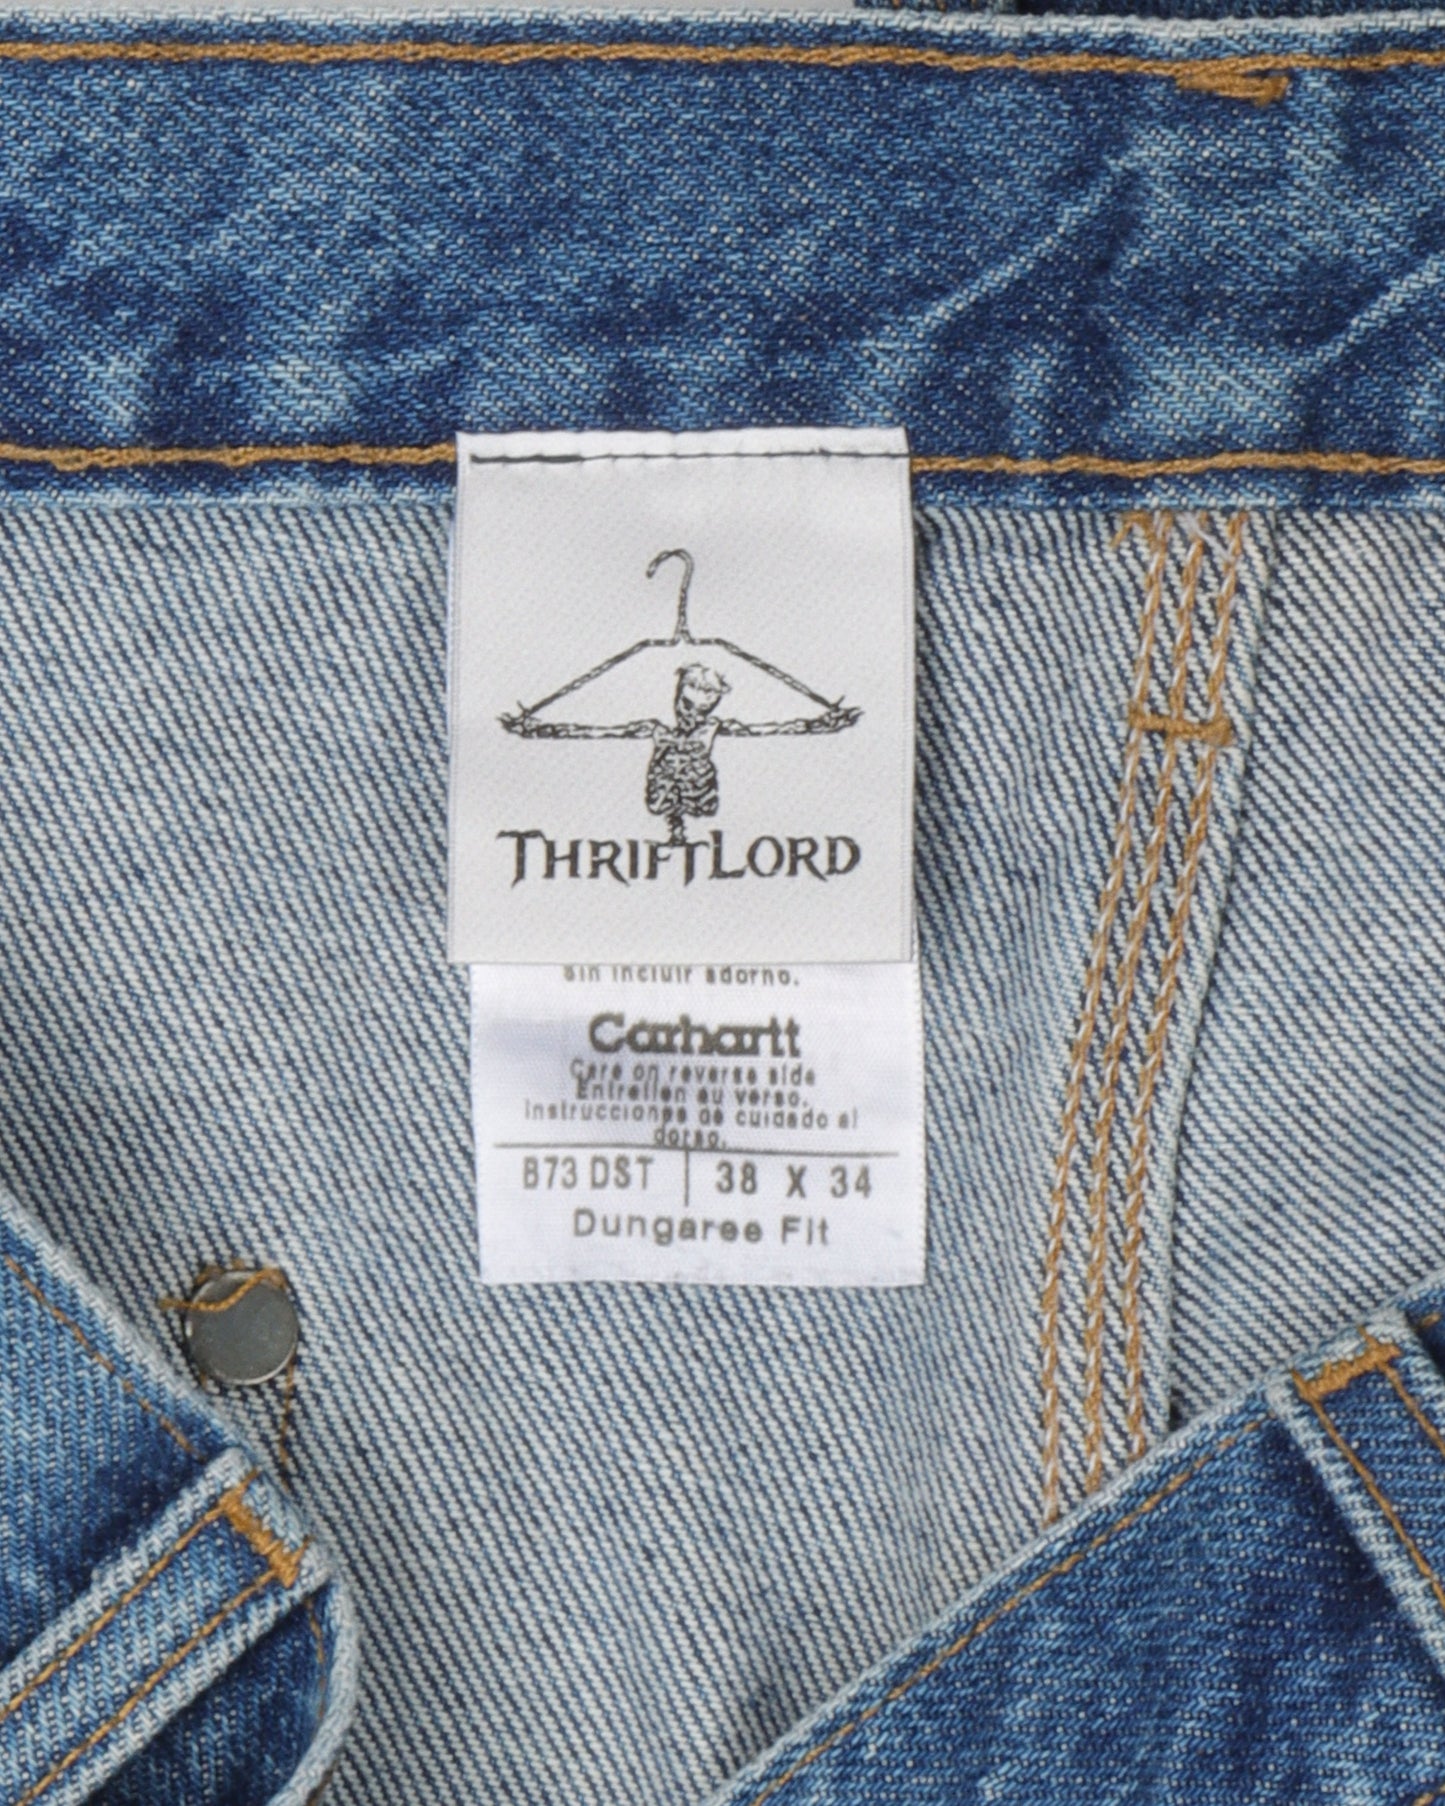 THRIFTLORD
sin incluir adorno.
Carhartt
Care on reverse side
Entretien au verso.
Instrucciones de cuidado al
dorso.
B73 DST 38 X 34
Dungaree Fit